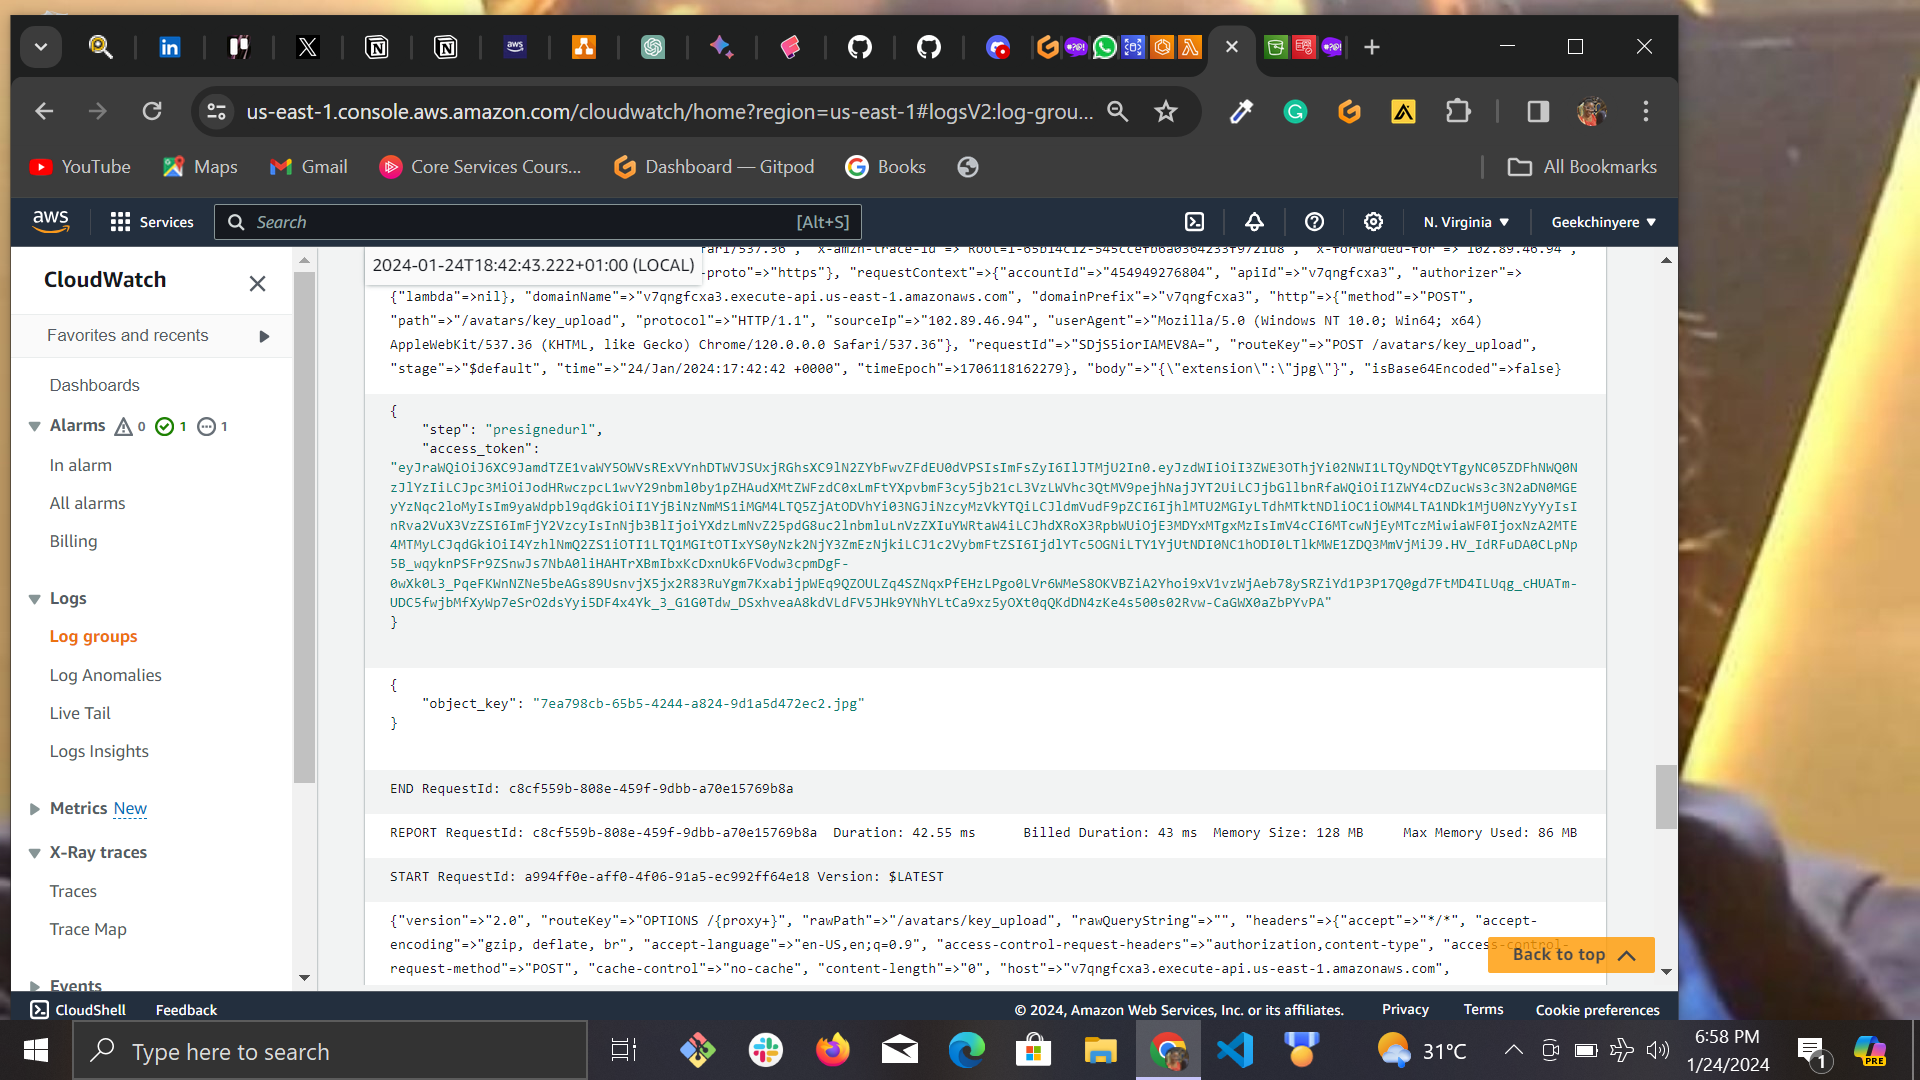 us-east-1.console.aws.amazon.com/cloudwatch/home?region=us-east-1#logsV2:log-grou...
YouTube
Maps
Gmail
Core Services Cours...
Dashboard — Gitpod
Books
All Bookmarks
aws
Services
Search
[Alt+S]
N. Virginia
Geekchinyere
CloudWatch
Favorites and recents
Dashboards
Alarms 0 1 1
In alarm
All alarms
Billing
Logs
Log groups
Log Anomalies
Live Tail
Logs Insights
Metrics New
X-Ray traces
Traces
Trace Map
Events
2024-01-24T18:42:43.222+01:00 (LOCAL)
-proto"=>"https"}, "requestContext"=>{"accountId"=>"454949276804", "apiId"=>"v7qngfcxa3", "authorizer"=>
{"lambda"=>nil}, "domainName"=>"v7qngfcxa3.execute-api.us-east-1.amazonaws.com", "domainPrefix"=>"v7qngfcxa3", "http"=>{"method"=>"POST",
"path"=>"/avatars/key_upload", "protocol"=>"HTTP/1.1", "sourceIp"=>"102.89.46.94", "userAgent"=>"Mozilla/5.0 (Windows NT 10.0; Win64; x64)
AppleWebKit/537.36 (KHTML, like Gecko) Chrome/120.0.0.0 Safari/537.36"}, "requestId"=>"SDjS5iorIAMEV8A=", "routeKey"=>"POST /avatars/key_upload",
"stage"=>"$default", "time"=>"24/Jan/2024:17:42:42 +0000", "timeEpoch"=>1706118162279}, "body"=>"{\"extension\":\"jpg\"}", "isBase64Encoded"=>false}
{
"step": "presignedurl",
"access_token":
}
{
"object_key": "7ea798cb-65b5-4244-a824-9d1a5d472ec2.jpg"
}
END RequestId: c8cf559b-808e-459f-9dbb-a70e15769b8a
REPORT RequestId: c8cf559b-808e-459f-9dbb-a70e15769b8a Duration: 42.55 ms Billed Duration: 43 ms Memory Size: 128 MB Max Memory Used: 86 MB
START RequestId: a994ff0e-aff0-4f06-91a5-ec992ff64e18 Version: $LATEST
{"version"=>"2.0", "routeKey"=>"OPTIONS /{proxy+}", "rawPath"=>"/avatars/key_upload", "rawQueryString"=>"", "headers"=>{"accept"=>"*/*", "accept-
encoding"=>"gzip, deflate, br", "accept-language"=>"en-US,en;q=0.9", "access-control-request-headers"=>"authorization,content-type", "access-control-
request-method"=>"POST", "cache-control"=>"no-cache", "content-length"=>"0", "host"=>"v7qngfcxa3.execute-api.us-east-1.amazonaws.com",
Back to top
CloudShell
Feedback
© 2024, Amazon Web Services, Inc. or its affiliates.
Privacy
Terms
Cookie preferences
Type here to search
31°C
6:58 PM
1/24/2024
1
PRE